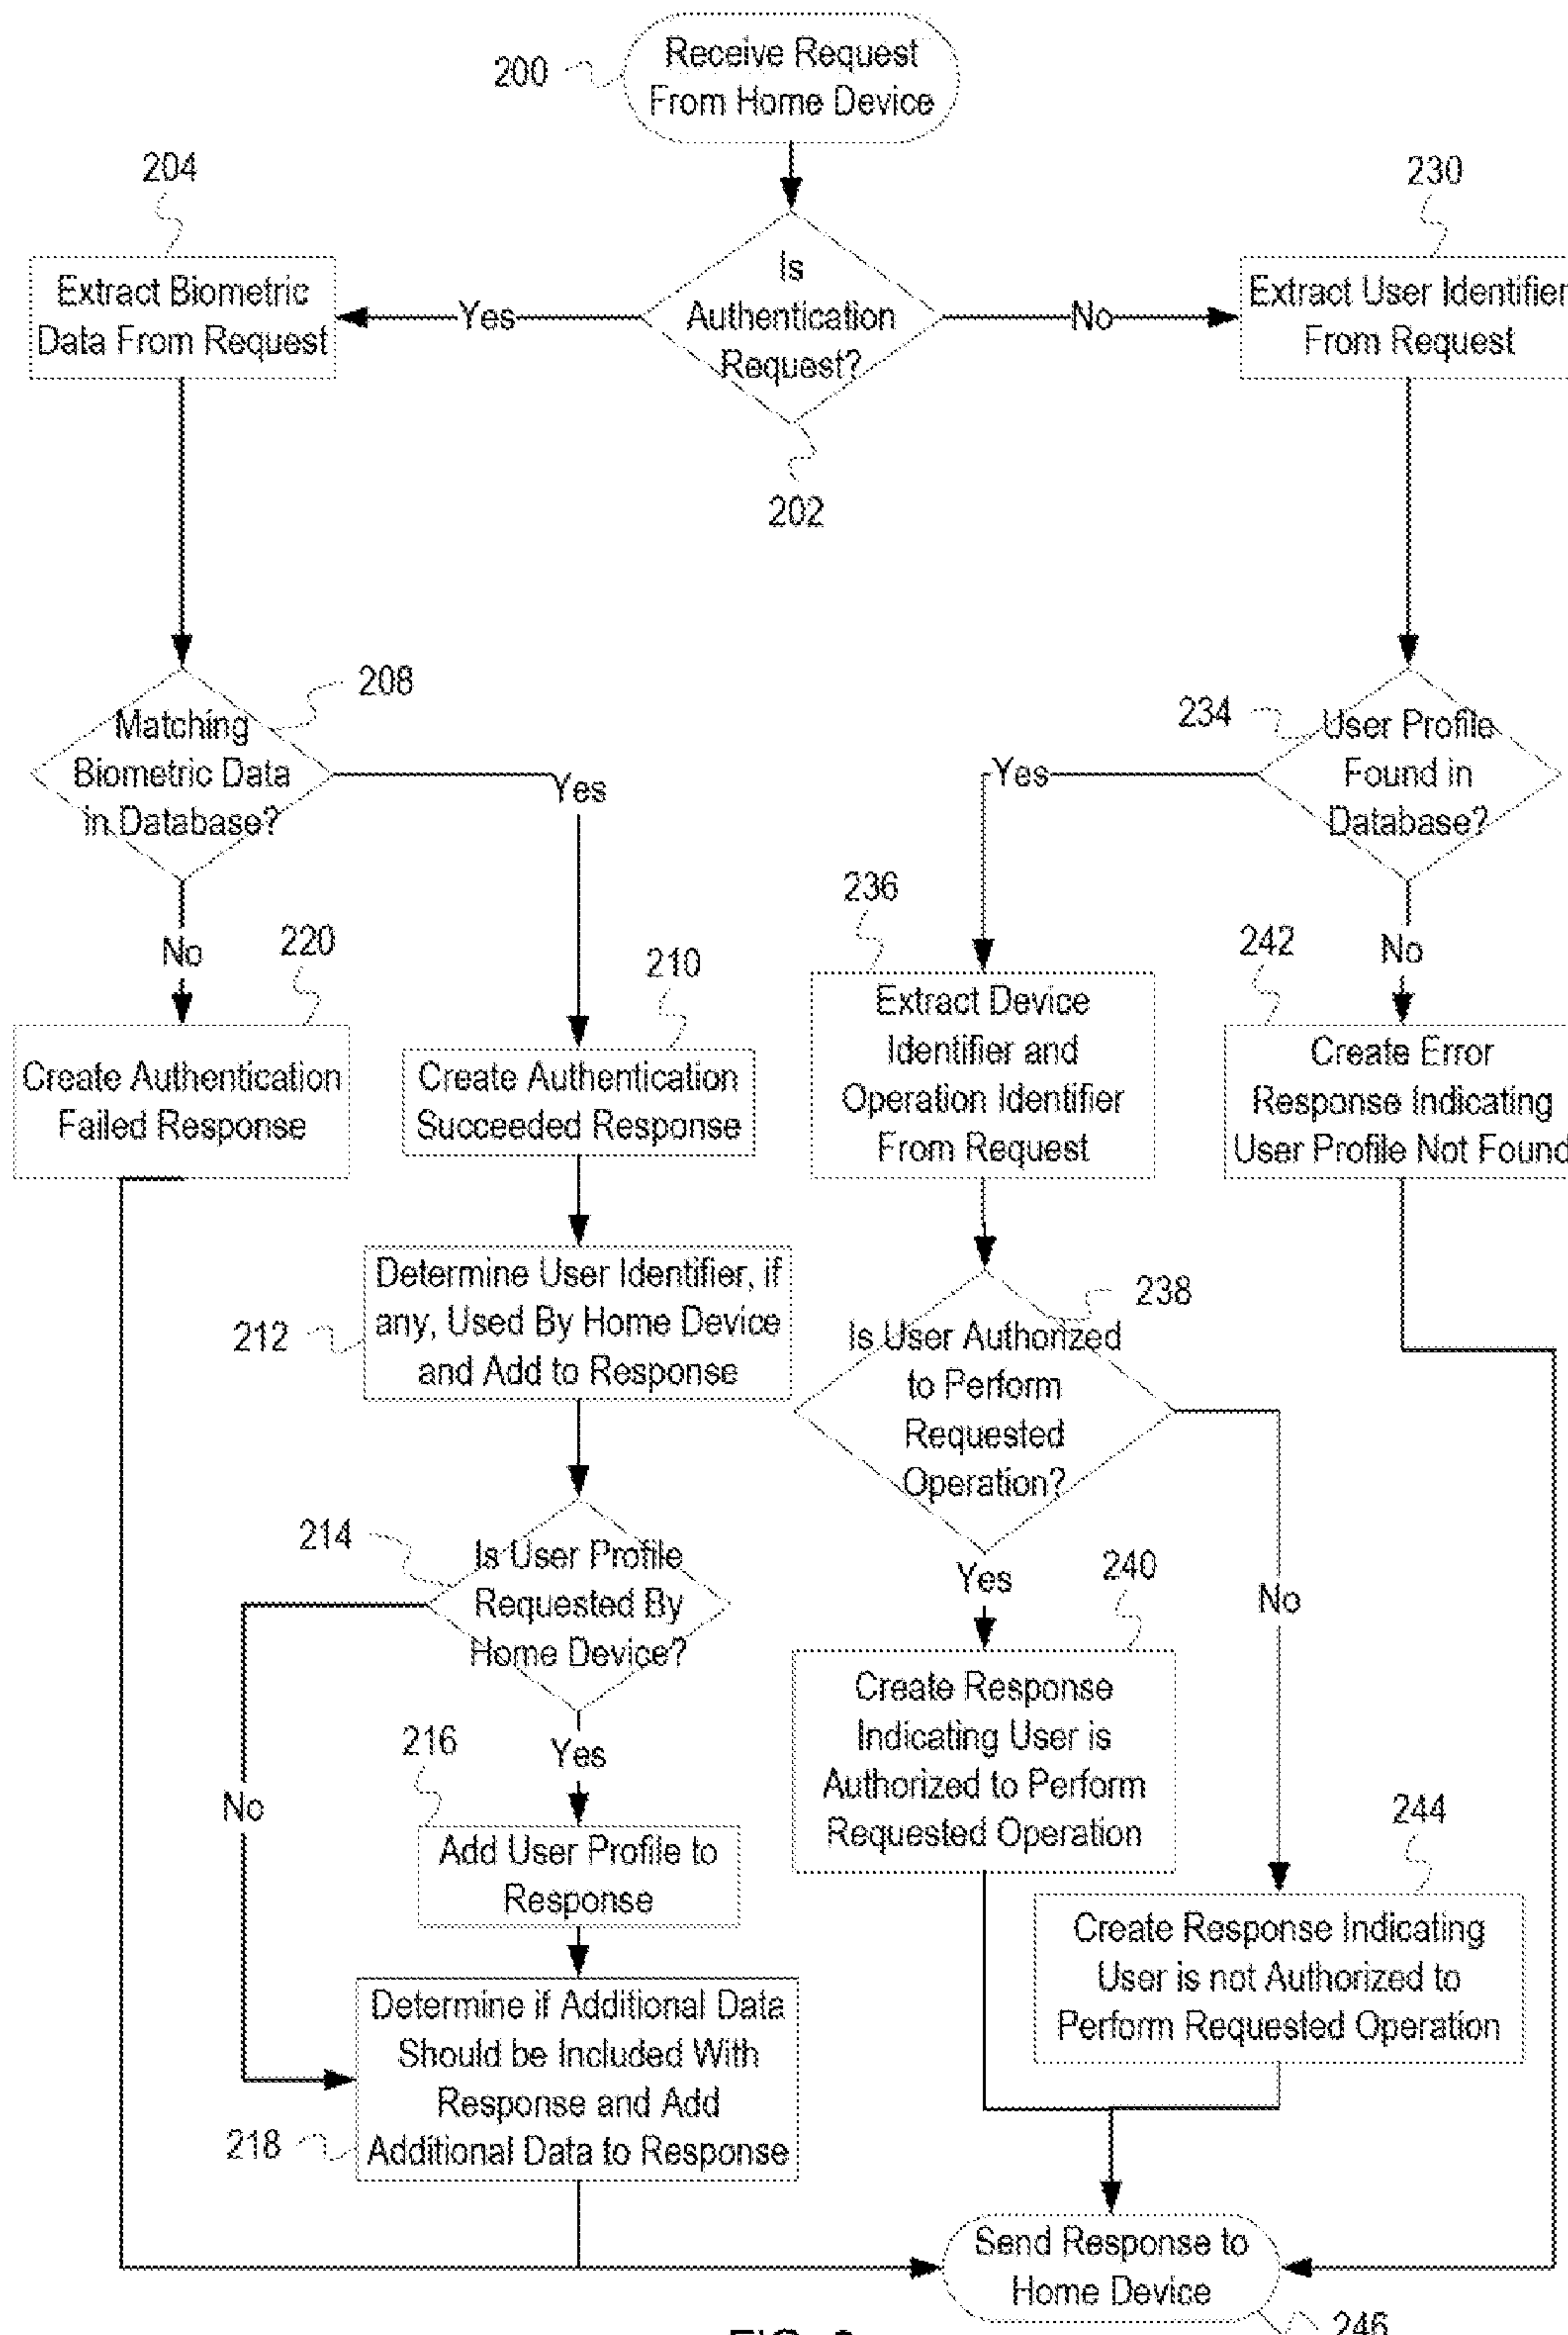 Receive Request
From Home Device
200
204
230
Extract Biometric
Data From Request
Yes
Is
Authentication
Request?
No
Extract User Identifier
From Request
202
208
Matching
Biometric Data
in Database?
Yes
234
User Profile
Found in
Database?
Yes
No
220
210
236
242
No
Create Authentication
Failed Response
Create Authentication
Succeeded Response
Extract Device
Identifier and
Operation Identifier
From Request
Create Error
Response Indicating
User Profile Not Found
212
Determine User Identifier, if
any, Used By Home Device
and Add to Response
238
Is User Authorized
to Perform
Requested
Operation?
214
Is User Profile
Requested By
Home Device?
Yes
240
No
216
Yes
No
Create Response
Indicating User is
Authorized to Perform
Requested Operation
Add User Profile to
Response
244
Create Response Indicating
User is not Authorized to
Perform Requested Operation
Determine if Additional Data
Should be Included With
Response and Add
Additional Data to Response
218
Send Response to
Home Device
246